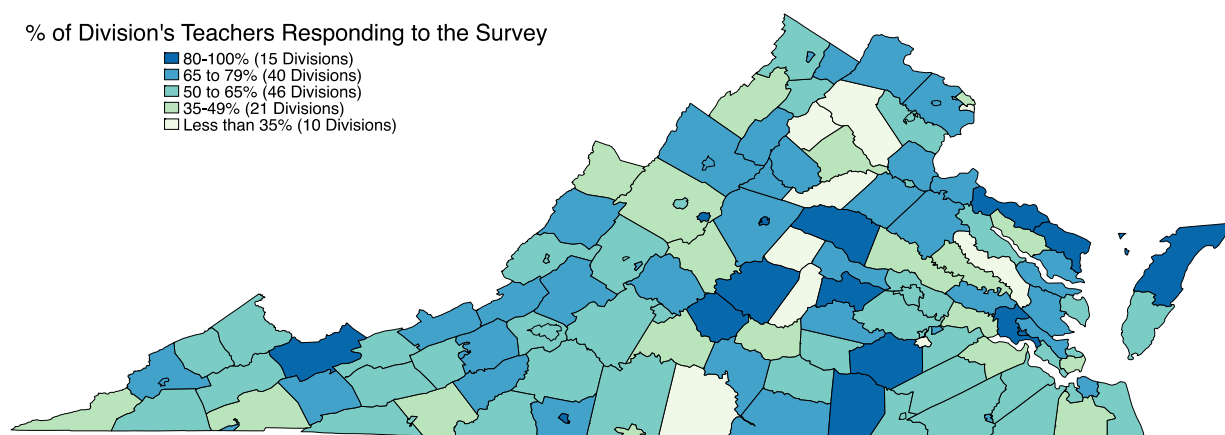 % of Division's Teachers Responding to the Survey
80-100% (15 Divisions)
65 to 79% (40 Divisions)
50 to 65% (46 Divisions)
35-49% (21 Divisions)
Less than 35% (10 Divisions)